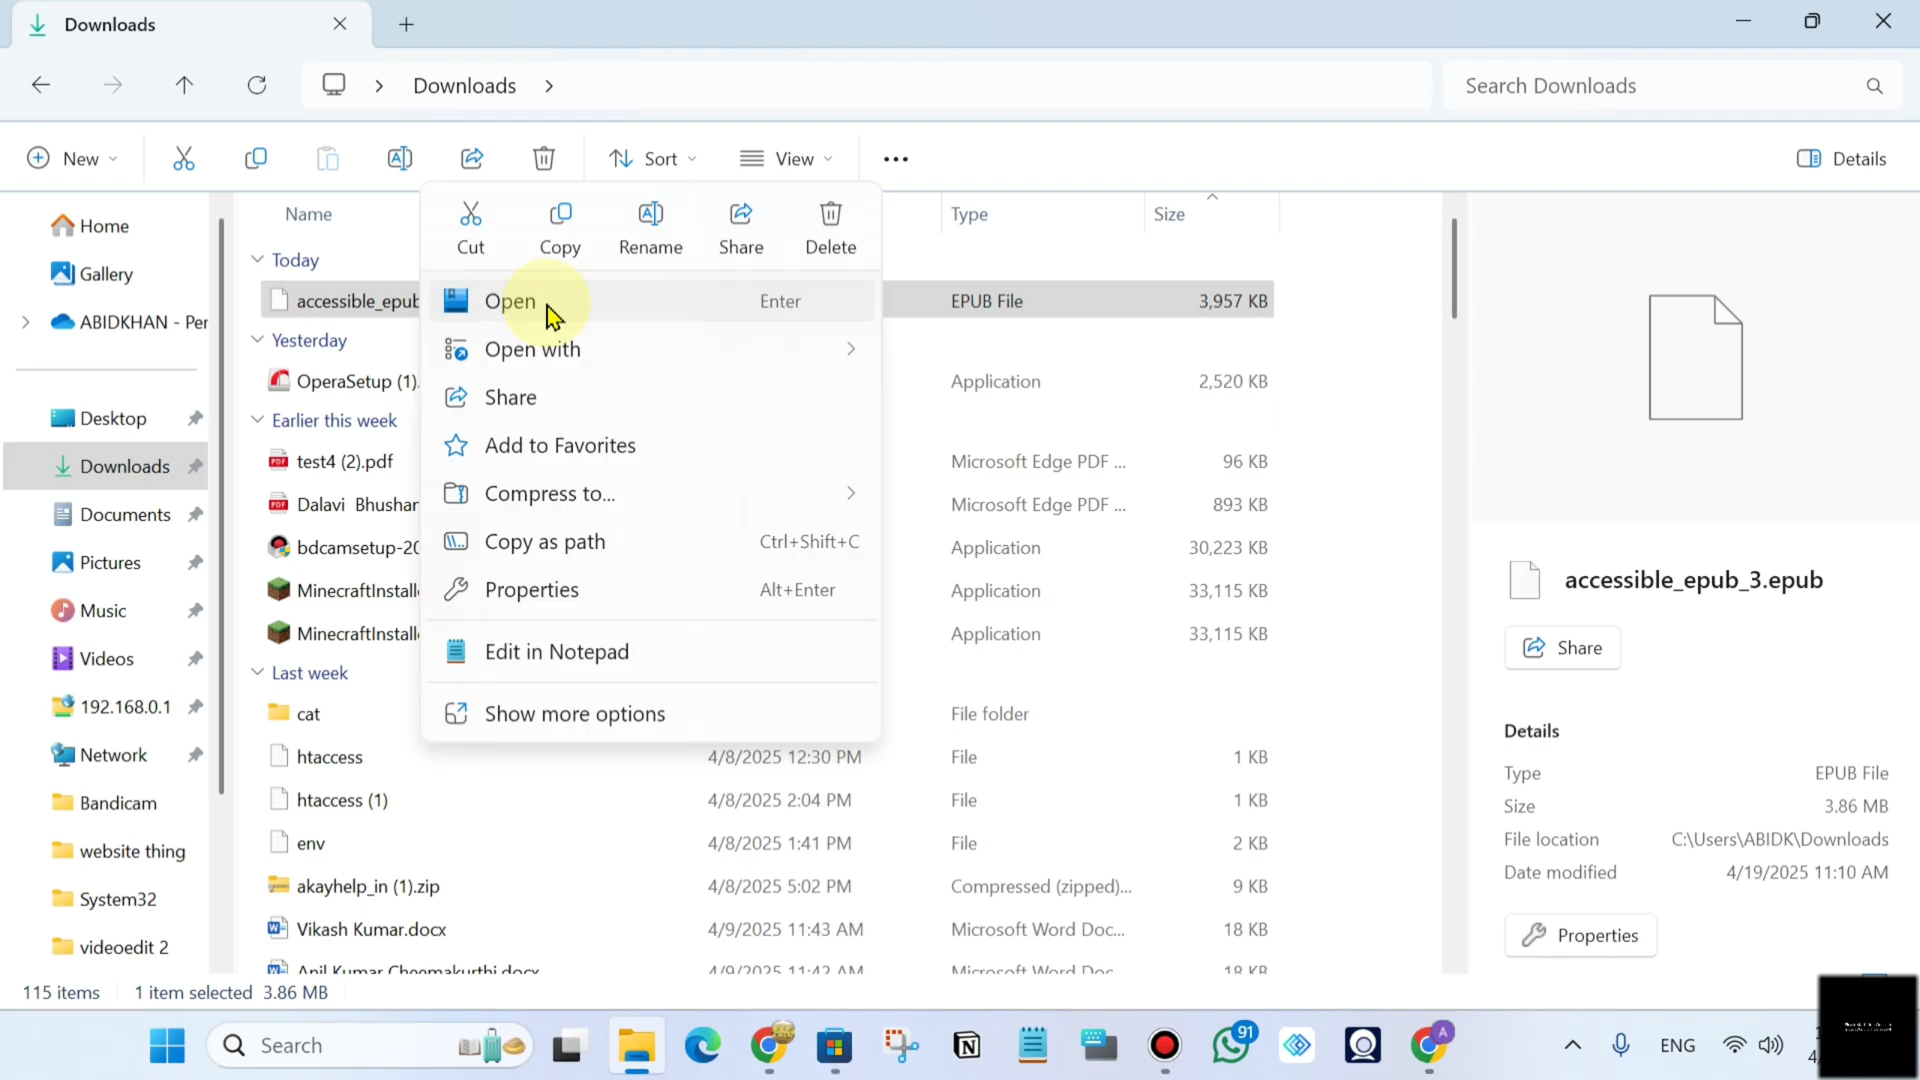 Downloads
Downloads
Search Downloads
New
Sort
View
Details
Home
Gallery
ABIDKHAN - Per
Desktop
Downloads
Documents
Pictures
Music
Videos
192.168.0.1
Network
Bandicam
website thing
System32
videoedit 2
Name
Type
Size
Today
accessible_epub
EPUB File
3,957 KB
Yesterday
OperaSetup (1).
Application
2,520 KB
Earlier this week
test4 (2).pdf
Microsoft Edge PDF ...
96 KB
Dalavi Bhushan
Microsoft Edge PDF ...
893 KB
bdcamsetup-20
Application
30,223 KB
MinecraftInstall
Application
33,115 KB
MinecraftInstall
Application
33,115 KB
Last week
cat
File folder
htaccess
4/8/2025 12:30 PM
File
1 KB
htaccess (1)
4/8/2025 2:04 PM
File
1 KB
env
4/8/2025 1:41 PM
File
2 KB
akayhelp_in (1).zip
4/8/2025 5:02 PM
Compressed (zipped)...
9 KB
Vikash Kumar.docx
4/9/2025 11:43 AM
Microsoft Word Doc...
18 KB
Anil Kumar Cheemakurthi.docx
4/9/2025 11:42 AM
Microsoft Word Doc
18 KB
Cut
Copy
Rename
Share
Delete
Open
Enter
Open with
Share
Add to Favorites
Compress to...
Copy as path
Ctrl+Shift+C
Properties
Alt+Enter
Edit in Notepad
Show more options
accessible_epub_3.epub
Share
Details
Type
EPUB File
Size
3.86 MB
File location
C:\Users\ABIDK\Downloads
Date modified
4/19/2025 11:10 AM
Properties
115 items
1 item selected 3.86 MB
Search
91
A
ENG